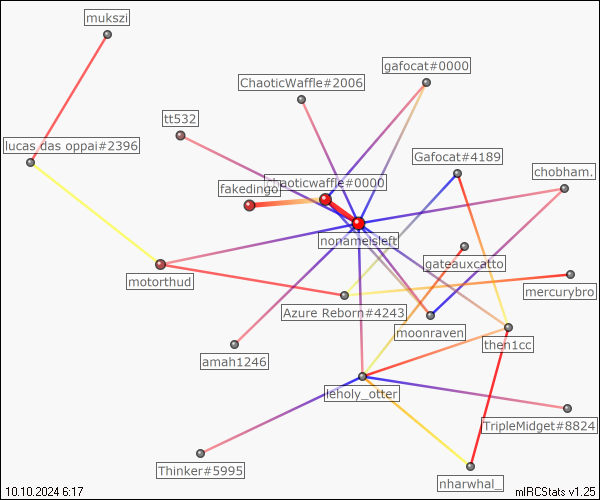 mukszi
gafocat#0000
ChaoticWaffle#2006
tt532
lucas das oppai#2396
Gafocat#4189
chobham.
chaoticwaffle#0000
fakedingo
nonameisleft
gateauxcatto
motorthud
mercurybro
Azure Reborn#4243
moonraven
then1cc
amah1246
leholy_otter
TripleMidget#8824
Thinker#5995
nharwhal_
10.10.2024 6:17
mIRCStats v1.25